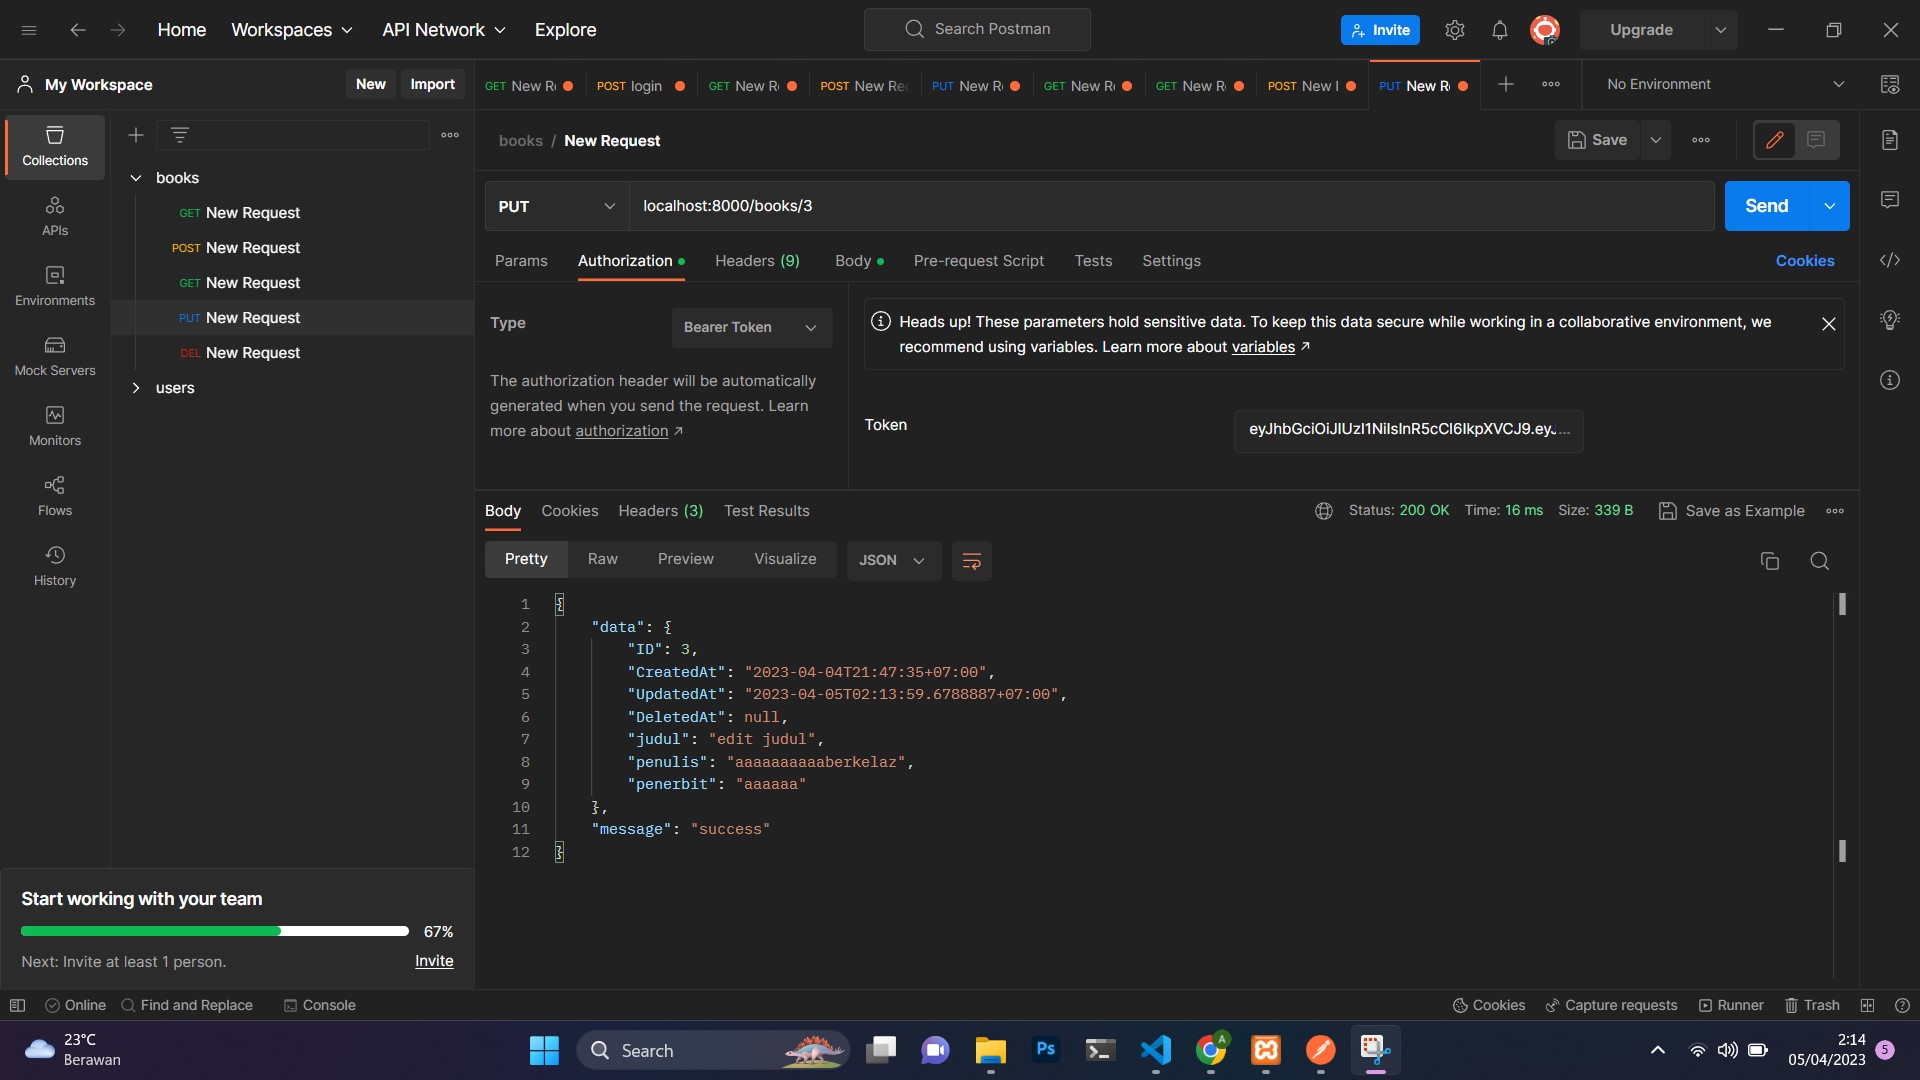 Home
Workspaces
API Network
Explore
Search Postman
Invite
Upgrade
My Workspace
New
Import
GET New R
POST login
GET New R
POST New Re
PUT New R
GET New R
GET New R
POST New
PUT New R
No Environment
Collections
APIs
Environments
Mock Servers
Monitors
Flows
History
books
GET New Request
POST New Request
GET New Request
PUT New Request
DEL New Request
users
books / New Request
Save
PUT
localhost:8000/books/3
Send
Params
Authorization
Headers (9)
Body
Pre-request Script
Tests
Settings
Cookies
Type
Bearer Token
The authorization header will be automatically
generated when you send the request. Learn
more about authorization ↗
Heads up! These parameters hold sensitive data. To keep this data secure while working in a collaborative environment, we
recommend using variables. Learn more about variables ↗
Token
eyJhbGciOiJIUzI1NiIsInR5cCI6IkpXVCJ9.eyJ...
Body
Cookies
Headers (3)
Test Results
Status: 200 OK
Time: 16 ms
Size: 339 B
Save as Example
Pretty
Raw
Preview
Visualize
JSON
1 {
2 "data": {
3 "ID": 3,
4 "CreatedAt": "2023-04-04T21:47:35+07:00",
5 "UpdatedAt": "2023-04-05T02:13:59.6788887+07:00",
6 "DeletedAt": null,
7 "judul": "edit judul",
8 "penulis": "aaaaaaaaaaberkelaz",
9 "penerbit": "aaaaaa"
10 },
11 "message": "success"
12 }
Start working with your team
67%
Next: Invite at least 1 person.
Invite
Online
Find and Replace
Console
Cookies
Capture requests
Runner
Trash
23°C
Berawan
Search
Ps
A
2:14
05/04/2023
5